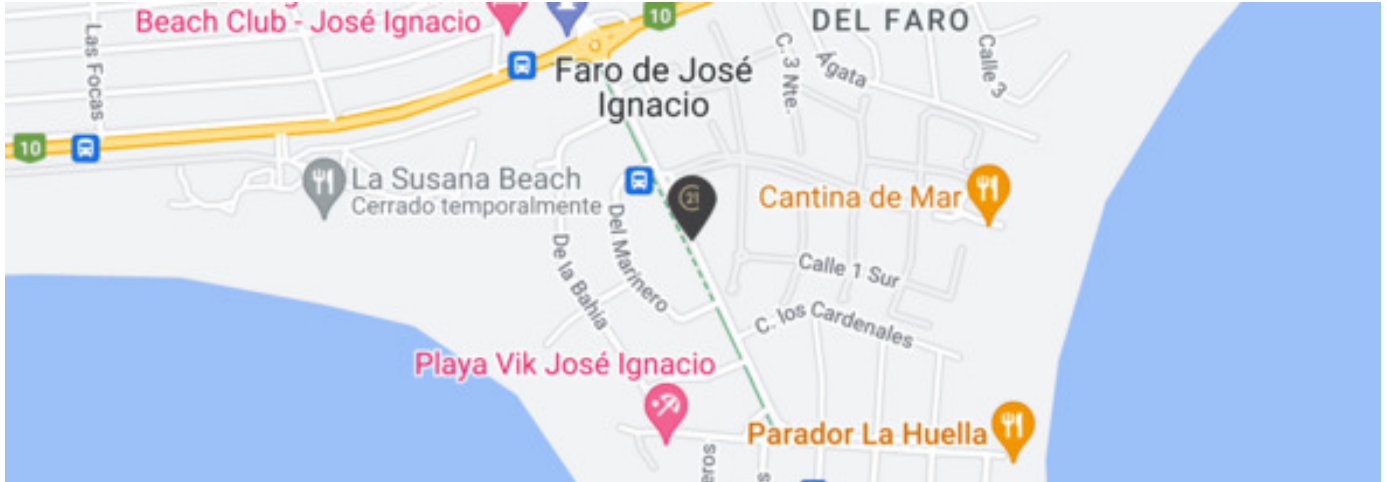 Beach Club - José Ignacio
10
DEL FARO
Las Focas
Faro de José
Ignacio
C. 3 Nte.
Ágata
Calle 3
10
La Susana Beach
Cerrado temporalmente
21
Cantina de Mar
Del Marinero
De la Bahía
Calle 1 Sur
C. los Cardenales
Playa Vik José Ignacio
Parador La Huella